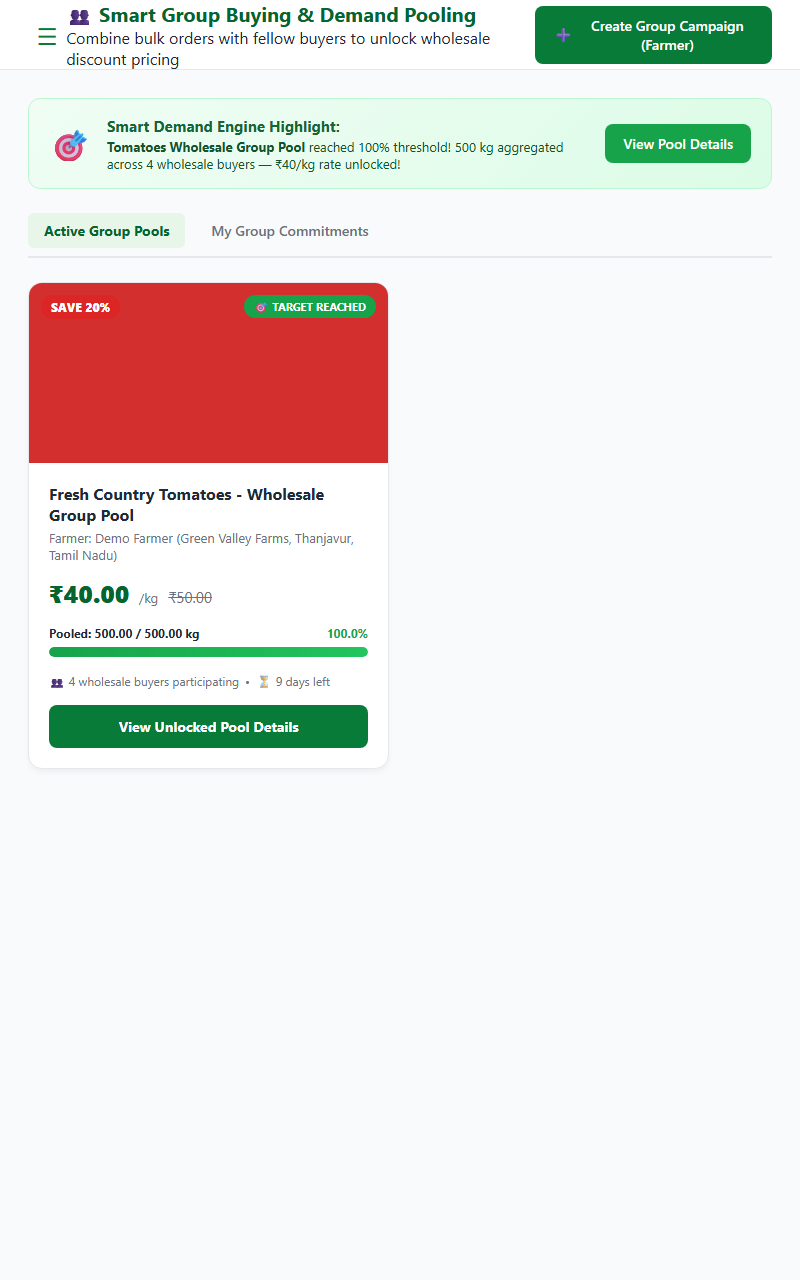 ☰
👥 Smart Group Buying & Demand Pooling
Combine bulk orders with fellow buyers to unlock wholesale
discount pricing
➕ Create Group Campaign
(Farmer)
Smart Demand Engine Highlight:
Tomatoes Wholesale Group Pool reached 100% threshold! 500 kg aggregated
across 4 wholesale buyers — ₹40/kg rate unlocked!
View Pool Details
Active Group Pools
My Group Commitments
SAVE 20%
🎯 TARGET REACHED
Fresh Country Tomatoes - Wholesale
Group Pool
Farmer: Demo Farmer (Green Valley Farms, Thanjavur,
Tamil Nadu)
₹40.00 /kg ₹50.00
Pooled: 500.00 / 500.00 kg
100.0%
👥 4 wholesale buyers participating • ⏳ 9 days left
View Unlocked Pool Details